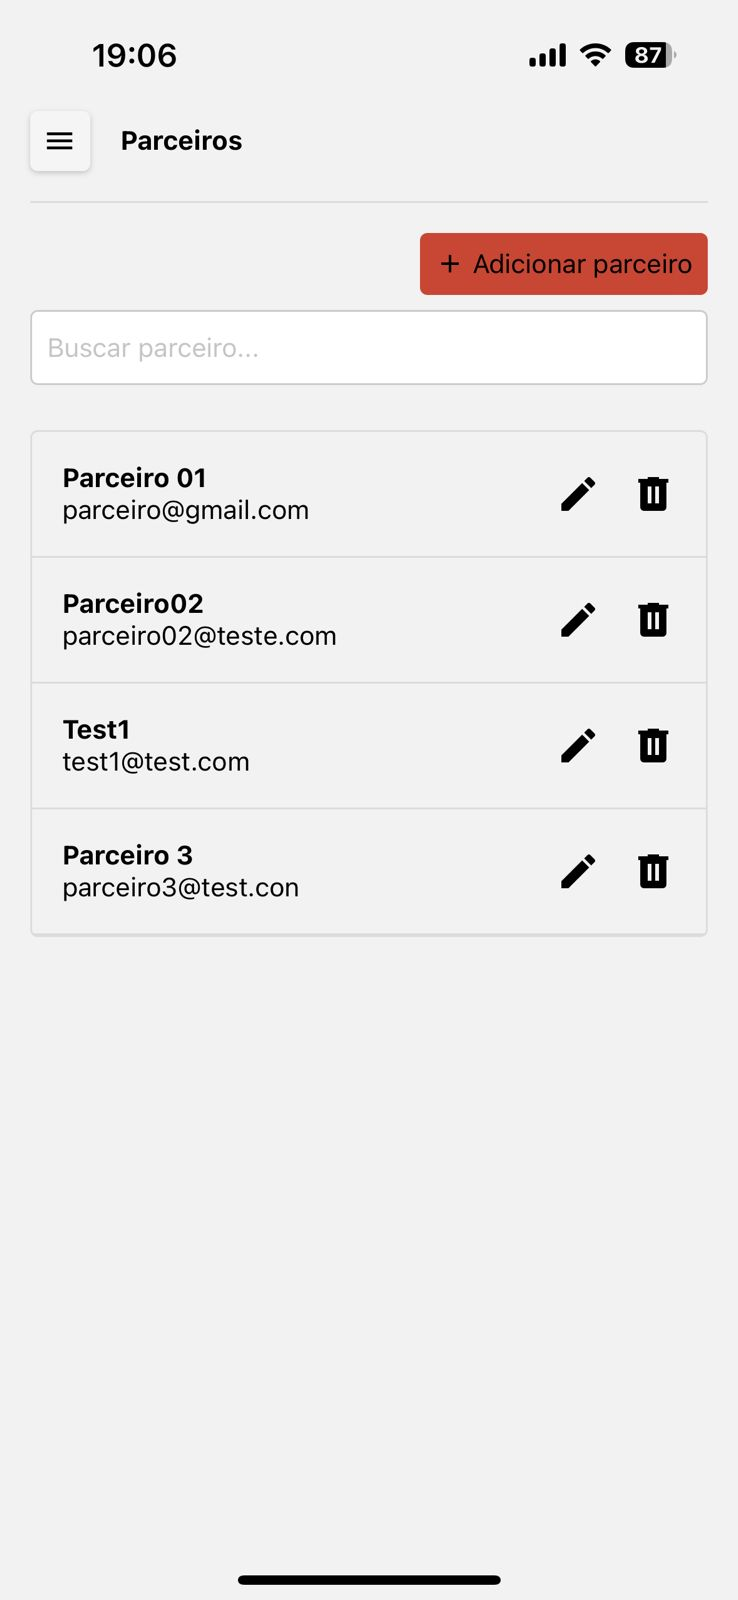 19:06
87
Parceiros
+ Adicionar parceiro
Buscar parceiro...
Parceiro 01
parceiro@gmail.com
Parceiro02
parceiro02@teste.com
Test1
test1@test.com
Parceiro 3
parceiro3@test.con